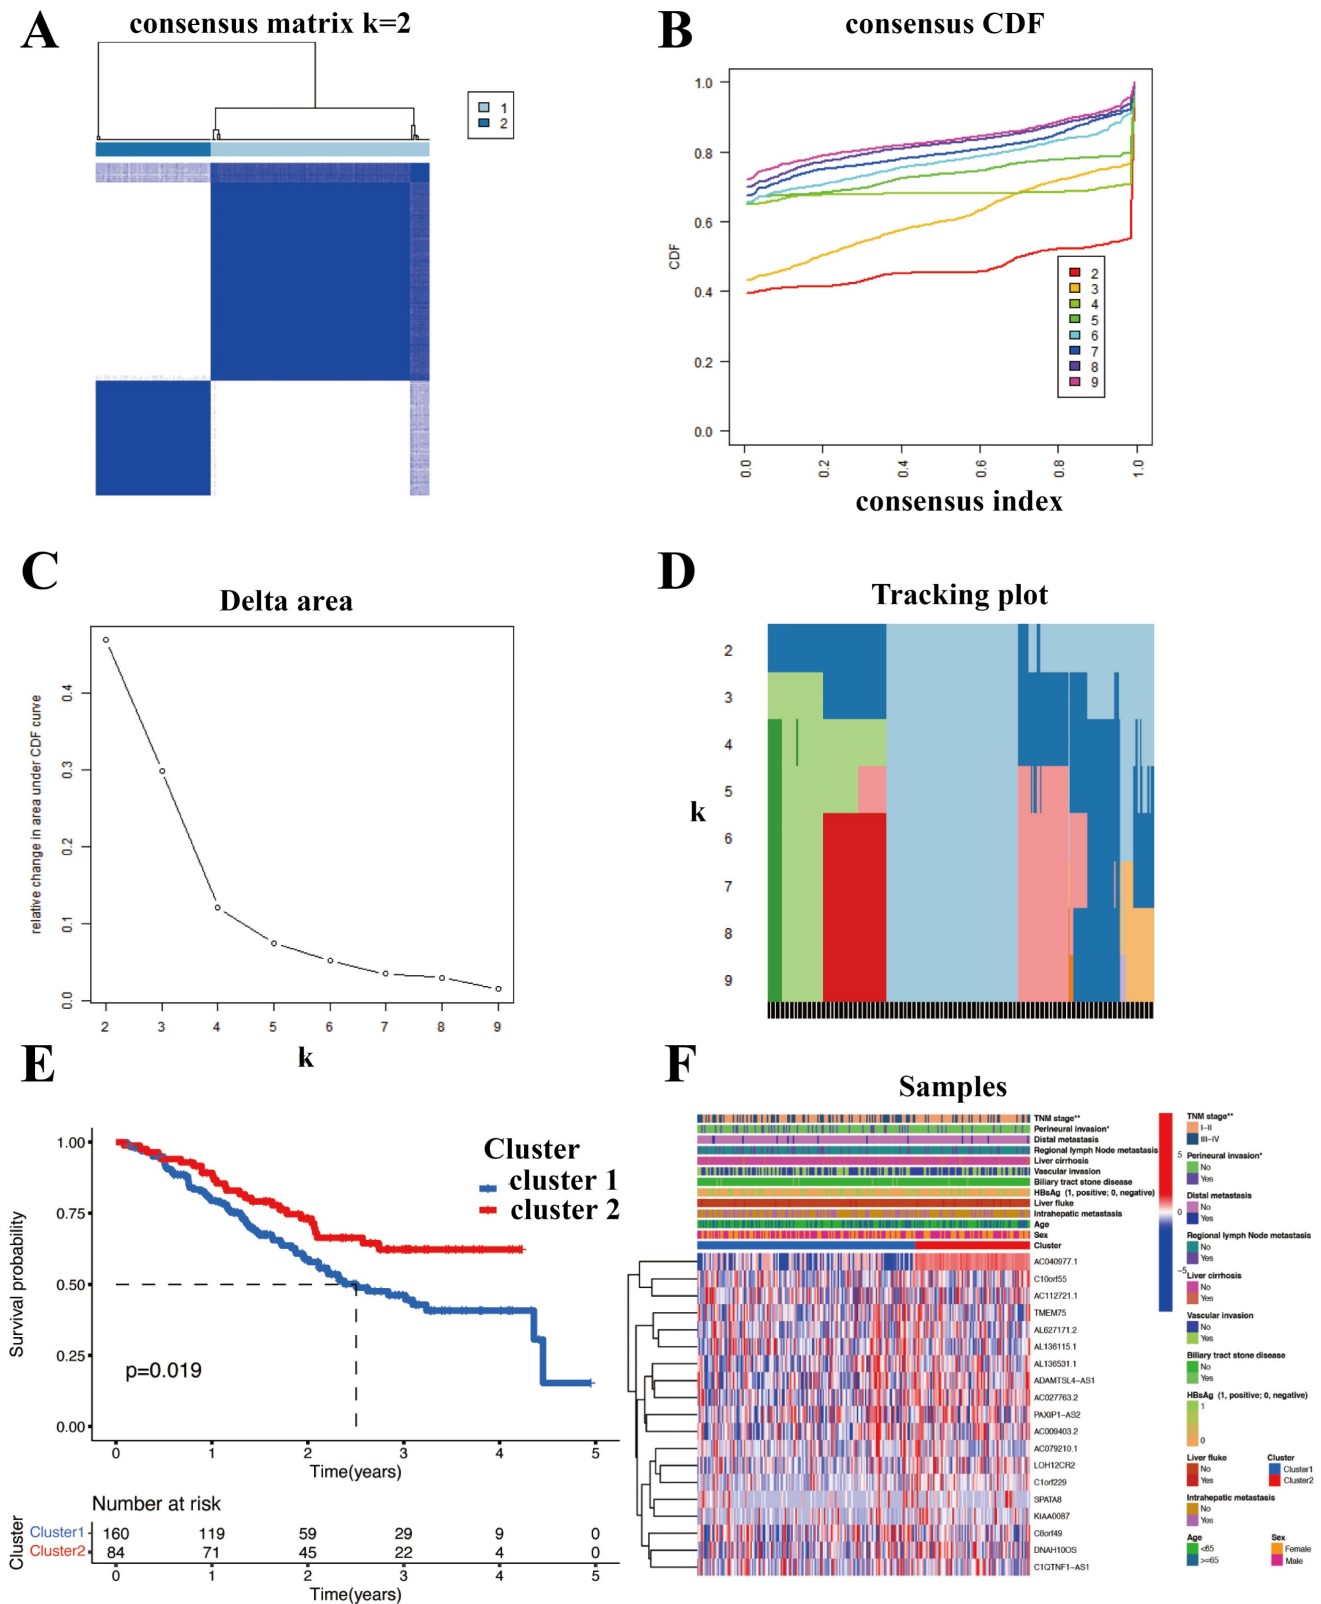 A
consensus matrix k=2
1
2
B
consensus CDF
1.0
0.8
0.6
0.4
0.2
0.0
CDF
2
3
4
5
6
7
8
9
0.0 0.2 0.4 0.6 0.8 1.0
consensus index
C
Delta area
relative change in area under CDF curve
0.4
0.3
0.2
0.1
0.0
2 3 4 5 6 7 8 9
k
D
Tracking plot
k
2
3
4
5
6
7
8
9
E
Survival probability
1.00
0.75
0.50
0.25
0.00
Cluster
cluster 1
cluster 2
p=0.019
0 1 2 3 4 5
Time(years)
Number at risk
Cluster
Cluster1 160 119 59 29 9 0
Cluster2 84 71 45 22 4 0
0 1 2 3 4 5
Time(years)
F
Samples
TNM stage**
Perineural invasion*
Distal metastasis
Regional lymph Node metastasis
Liver cirrhosis
Vascular invasion
Biliary tract stone disease
HBsAg (1, positive; 0, negative)
Liver fluke
Intrahepatic metastasis
Age
Sex
Cluster
AC040977.1
C10orf55
AC112721.1
TMEM75
AL627171.2
AL136115.1
AL136531.1
ADAMTSL4-AS1
AC027763.2
PAXIP1-AS2
AC009403.2
AC079210.1
LOH12CR2
C1orf229
SPATA8
KIAA0087
C8orf49
DNAH10OS
C1QTNF1-AS1
5
0
-5
TNM stage**
I-II
III-IV
Perineural invasion*
No
Yes
Distal metastasis
No
Yes
Regional lymph Node metastasis
No
Yes
Liver cirrhosis
No
Yes
Vascular invasion
No
Yes
Biliary tract stone disease
No
Yes
HBsAg (1, positive; 0, negative)
1
0
Liver fluke
No
Yes
Cluster
Cluster1
Cluster2
Intrahepatic metastasis
No
Yes
Age
<65
>=65
Sex
Female
Male